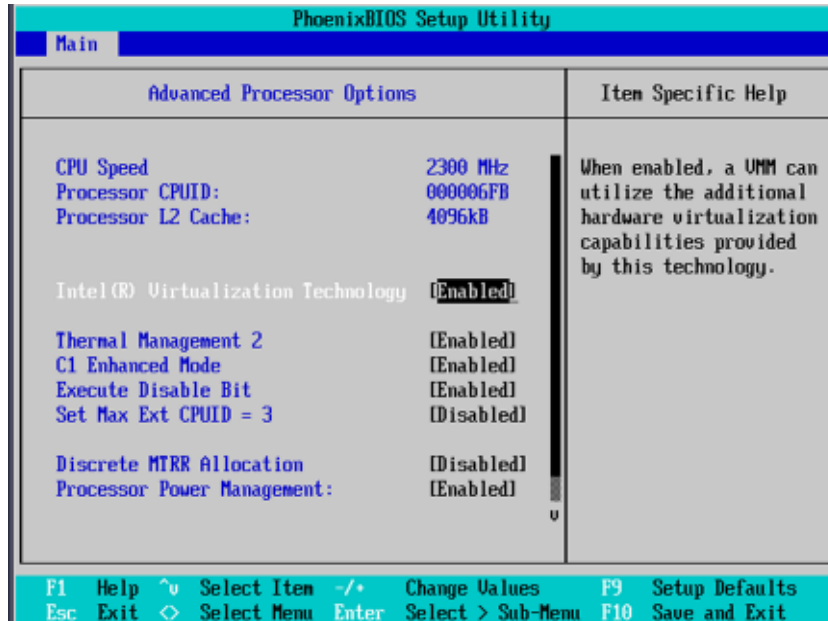 PhoenixBIOS Setup Utility
Main
Advanced Processor Options
Item Specific Help
CPU Speed 2300 MHz
Processor CPUID: 000006FB
Processor L2 Cache: 4096kB
Intel(R) Virtualization Technology [Enabled]
Thermal Management 2 [Enabled]
C1 Enhanced Mode [Enabled]
Execute Disable Bit [Enabled]
Set Max Ext CPUID = 3 [Disabled]
Discrete MTRR Allocation [Disabled]
Processor Power Management: [Enabled]
When enabled, a VMM can
utilize the additional
hardware virtualization
capabilities provided
by this technology.
F1 Help ^v Select Item -/+ Change Values F9 Setup Defaults
Esc Exit <> Select Menu Enter Select > Sub-Menu F10 Save and Exit